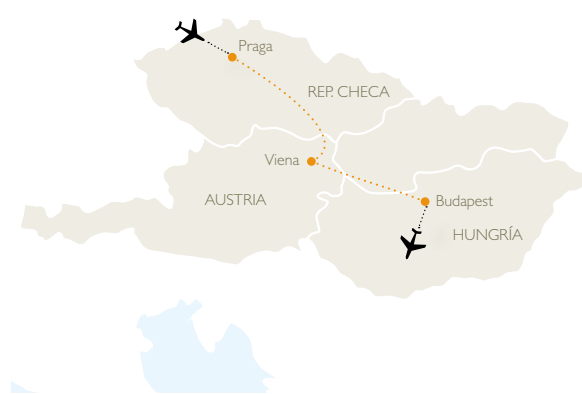 Praga
REP. CHECA
Viena
AUSTRIA
Budapest
HUNGRÍA